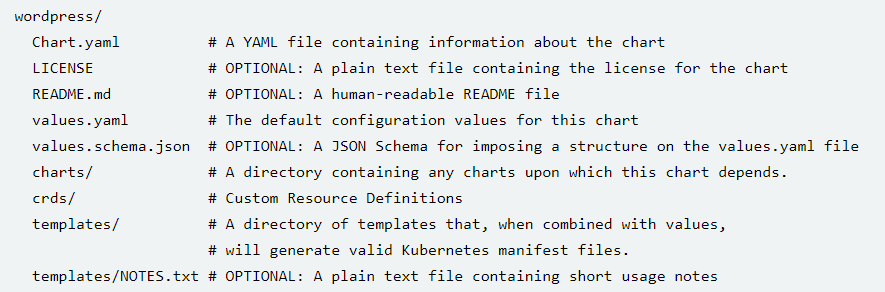 wordpress/
  Chart.yaml          # A YAML file containing information about the chart
  LICENSE             # OPTIONAL: A plain text file containing the license for the chart
  README.md           # OPTIONAL: A human-readable README file
  values.yaml         # The default configuration values for this chart
  values.schema.json  # OPTIONAL: A JSON Schema for imposing a structure on the values.yaml file
  charts/             # A directory containing any charts upon which this chart depends.
  crds/               # Custom Resource Definitions
  templates/          # A directory of templates that, when combined with values,
                      # will generate valid Kubernetes manifest files.
  templates/NOTES.txt # OPTIONAL: A plain text file containing short usage notes